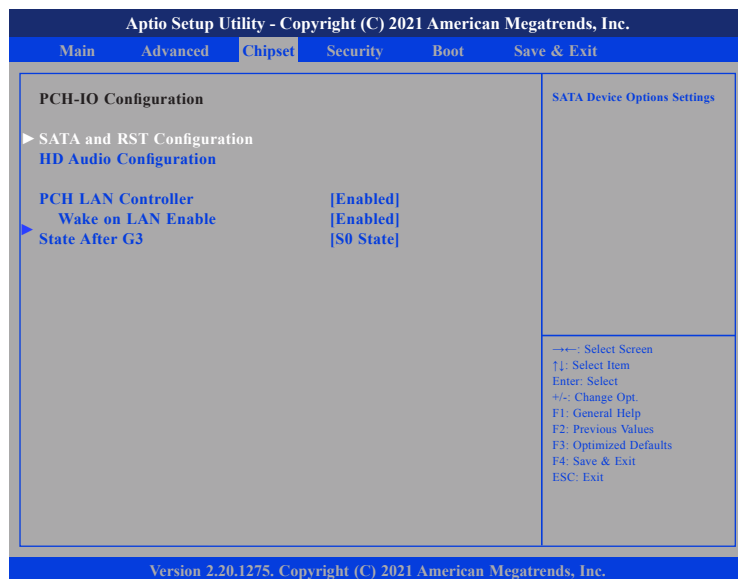 Aptio Setup Utility - Copyright (C) 2021 American Megatrends, Inc.
Main Advanced Chipset Security Boot Save & Exit
PCH-IO Configuration
► SATA and RST Configuration
HD Audio Configuration
PCH LAN Controller [Enabled]
Wake on LAN Enable [Enabled]
►
State After G3 [S0 State]
SATA Device Options Settings
→←: Select Screen
↑↓: Select Item
Enter: Select
+/-: Change Opt.
F1: General Help
F2: Previous Values
F3: Optimized Defaults
F4: Save & Exit
ESC: Exit
Version 2.20.1275. Copyright (C) 2021 American Megatrends, Inc.